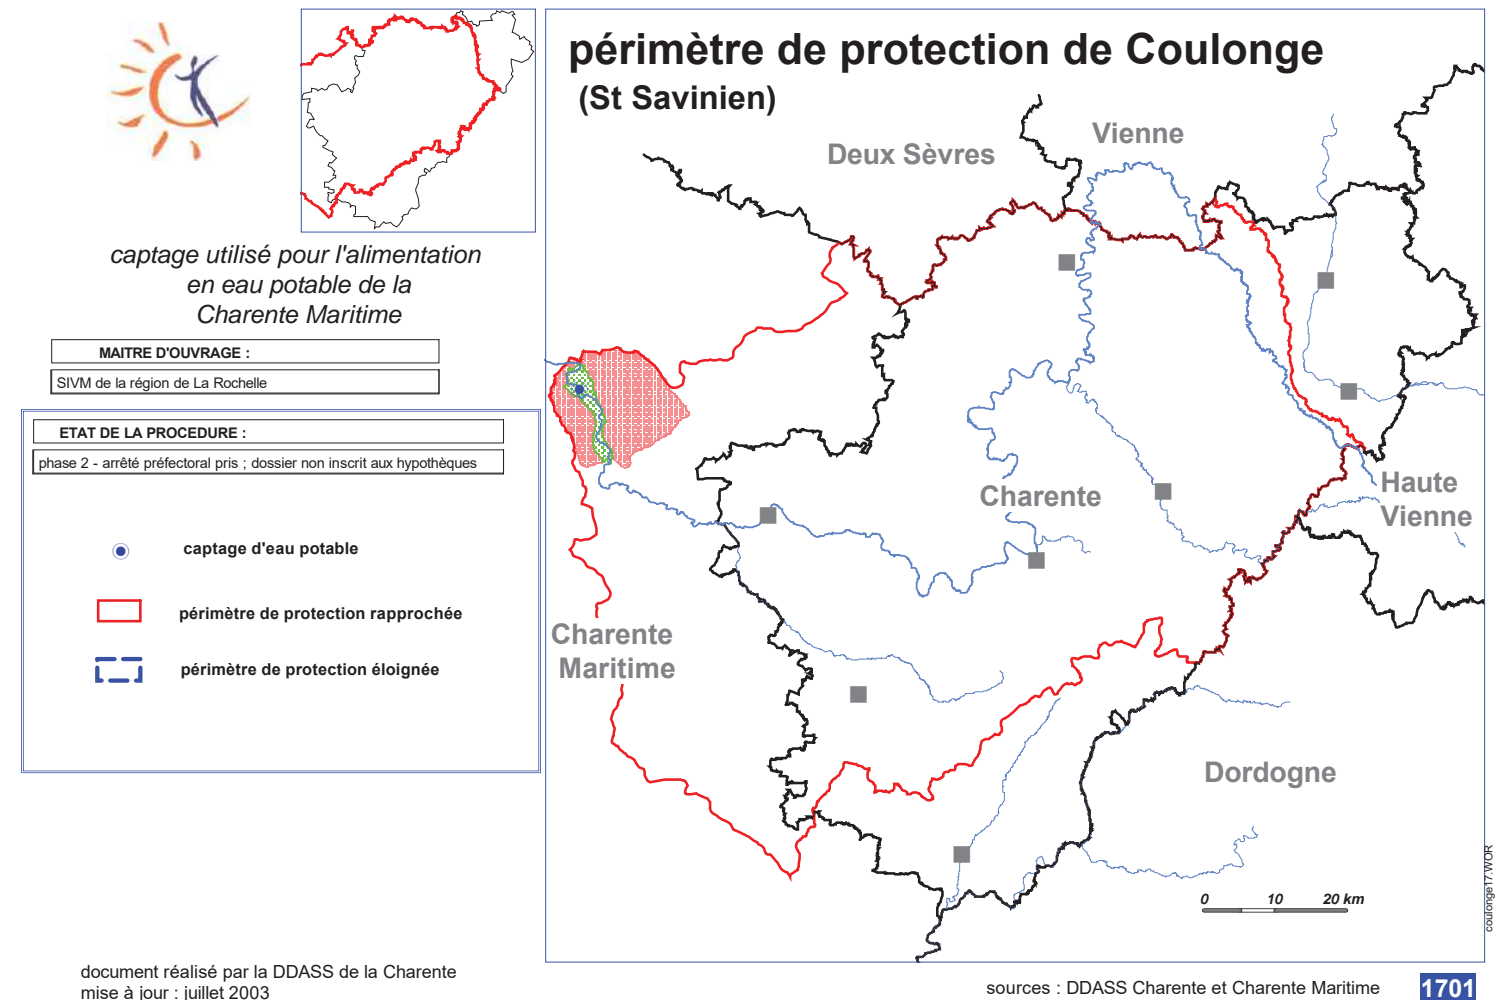 périmètre de protection de Coulonge
(St Savinien)
captage utilisé pour l'alimentation
en eau potable de la
Charente Maritime
MAITRE D'OUVRAGE :
SIVM de la région de La Rochelle
ETAT DE LA PROCEDURE :
phase 2 - arrêté préfectoral pris ; dossier non inscrit aux hypothèques
captage d'eau potable
périmètre de protection rapprochée
périmètre de protection éloignée
Deux Sèvres
Vienne
Charente
Haute
Vienne
Charente
Maritime
Dordogne
0 10 20 km
coulonge17.WOR
document réalisé par la DDASS de la Charente
mise à jour : juillet 2003
sources : DDASS Charente et Charente Maritime
1701